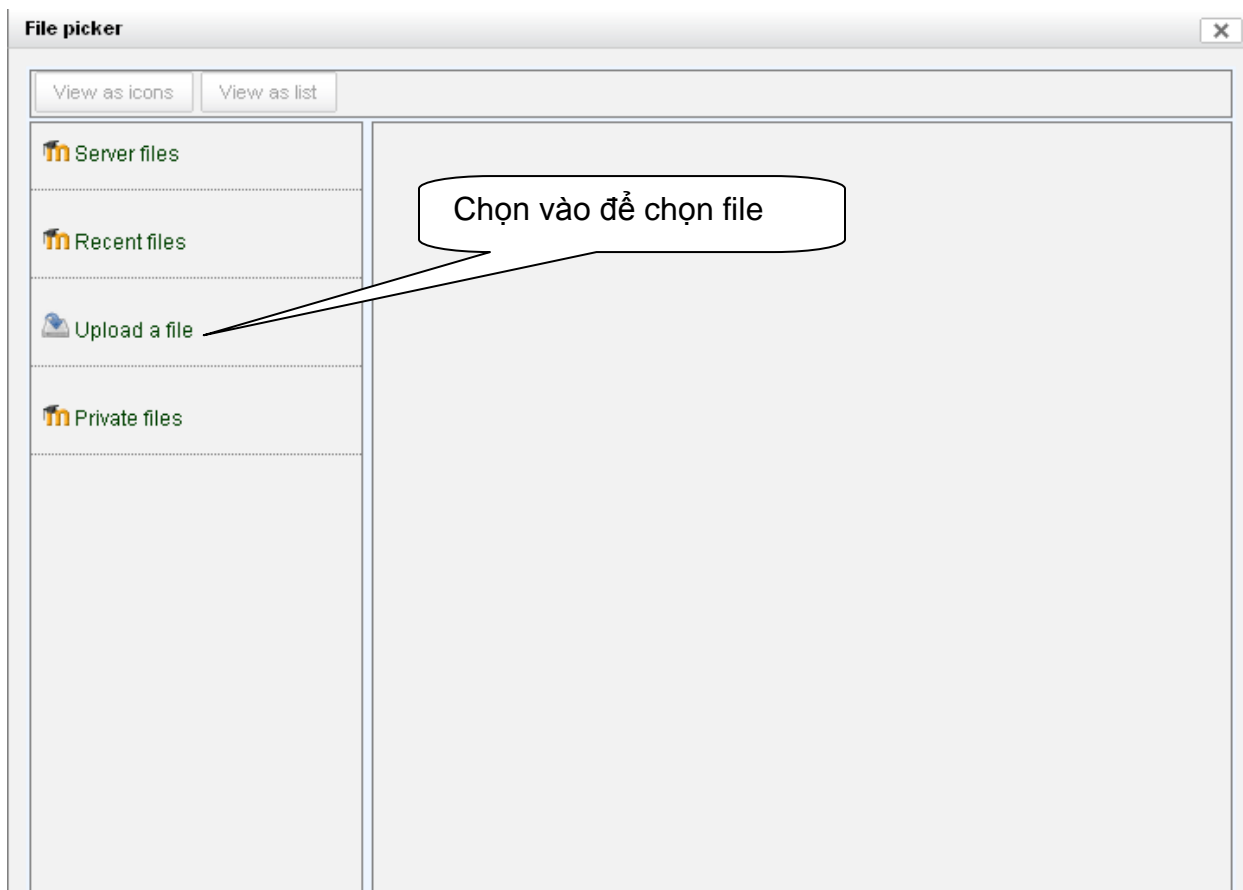 File picker
View as icons View as list
Server files
Chọn vào để chọn file
Recent files
Upload a file
Private files